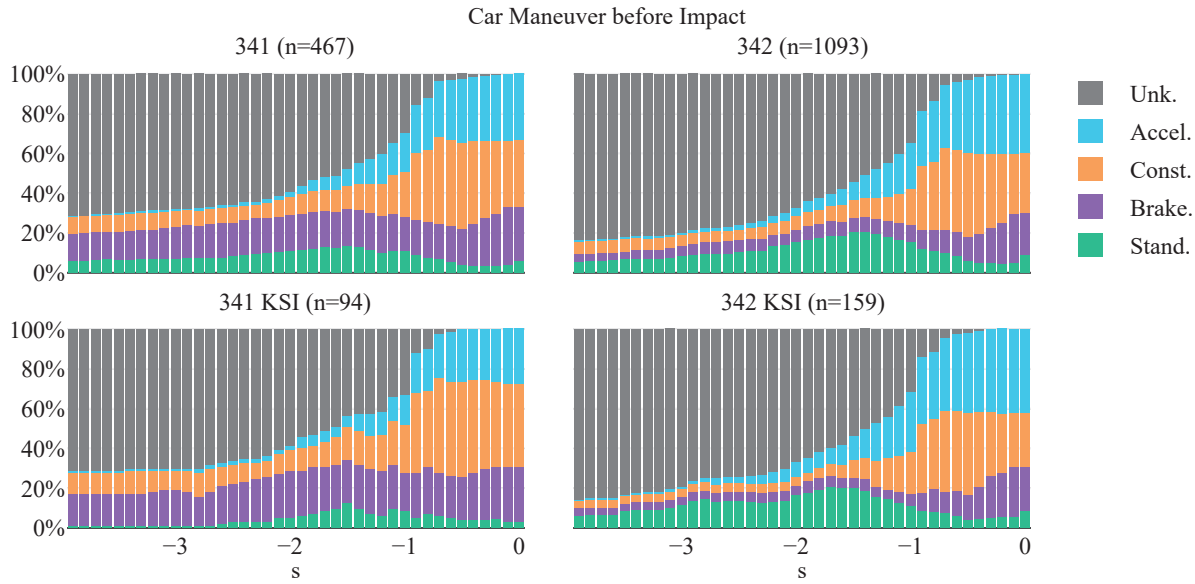 Car Maneuver before Impact
341 (n=467)
342 (n=1093)
100%
80%
60%
40%
20%
0%
Unk.
Accel.
Const.
Brake.
Stand.
341 KSI (n=94)
342 KSI (n=159)
100%
80%
60%
40%
20%
0%
−3
−2
−1
0
−3
−2
−1
0
s
s